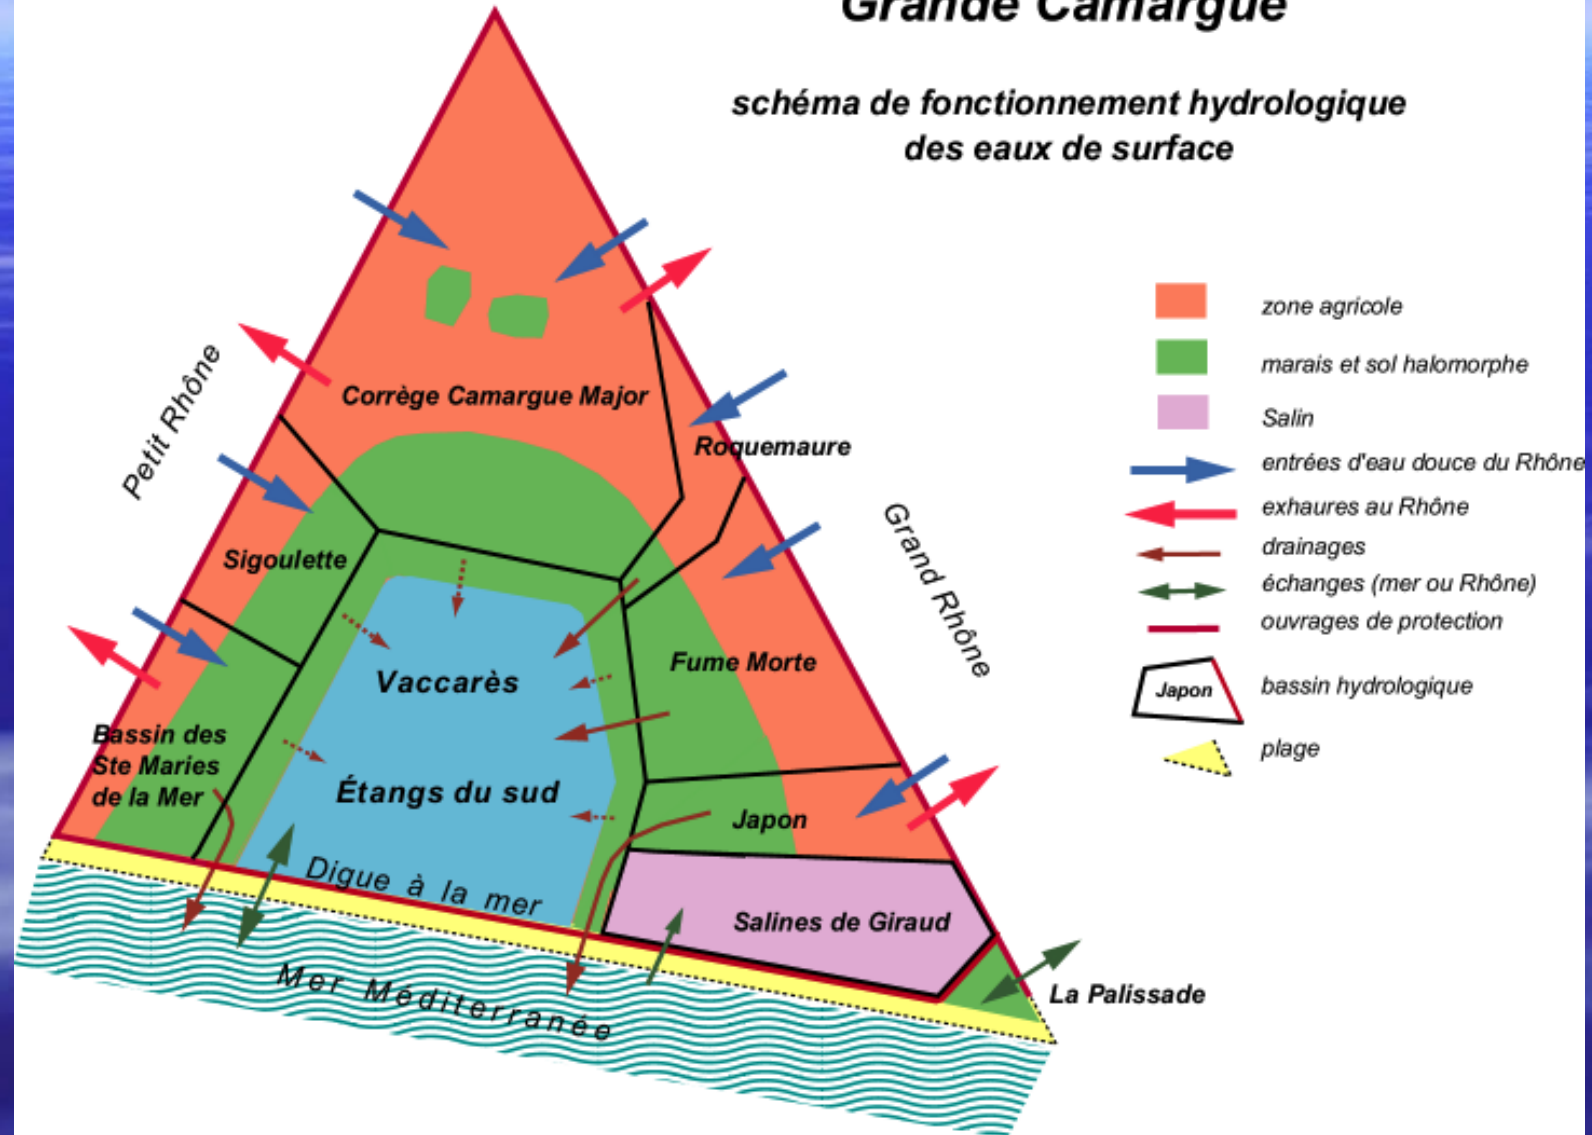 Grande Camargue
schéma de fonctionnement hydrologique
des eaux de surface
Petit Rhône
Corrège Camargue Major
Roquemaure
Grand Rhône
Sigoulette
Fume Morte
Vaccarès
Bassin des
Ste Maries
de la Mer
Étangs du sud
Japon
Digue à la mer
Salines de Giraud
Mer Méditerranée
La Palissade
zone agricole
marais et sol halomorphe
Salin
entrées d'eau douce du Rhône
exhaures au Rhône
drainages
échanges (mer ou Rhône)
ouvrages de protection
Japon
bassin hydrologique
plage